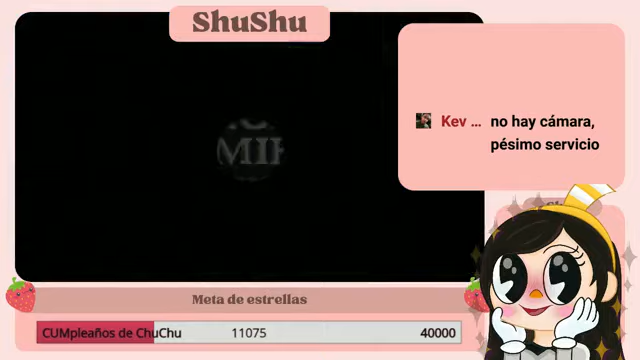 ShuShu
Kev ... no hay cámara,
pésimo servicio
Meta de estrellas
CUMpleaños de ChuChu 11075 40000